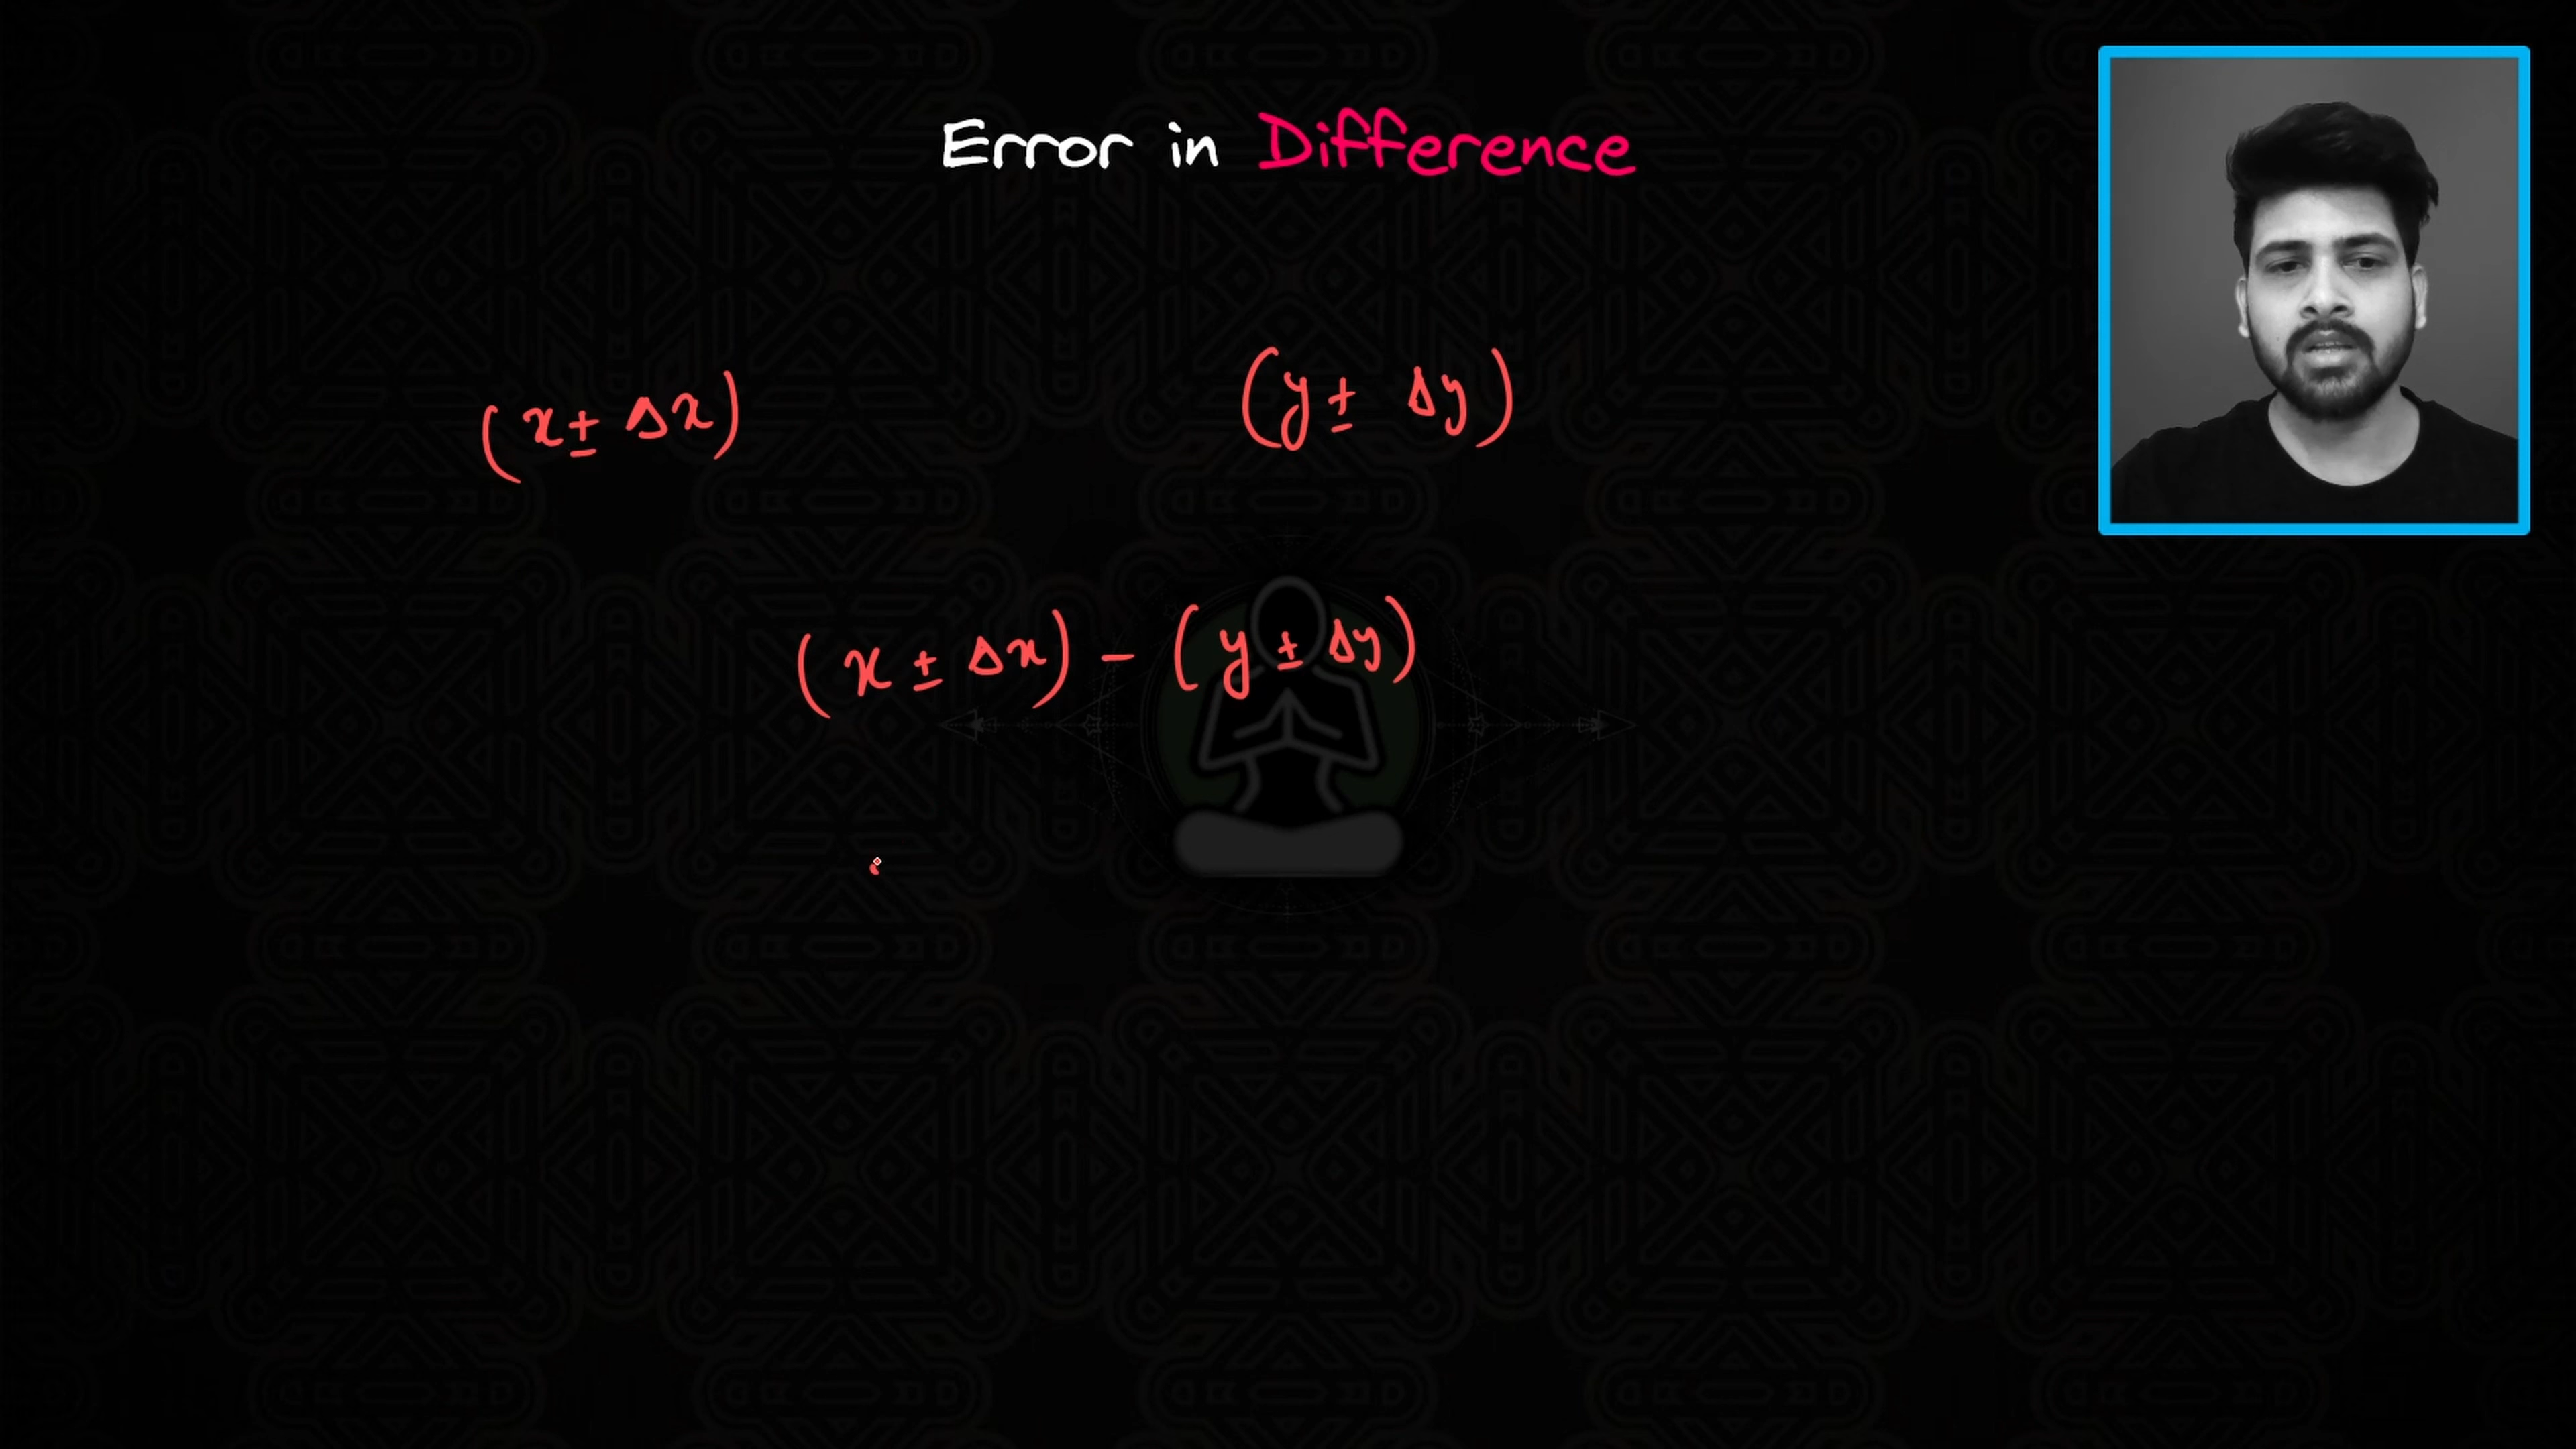 Error in Difference
(x ± Δx) (y ± Δy)
(x ± Δx) - (y ± Δy)